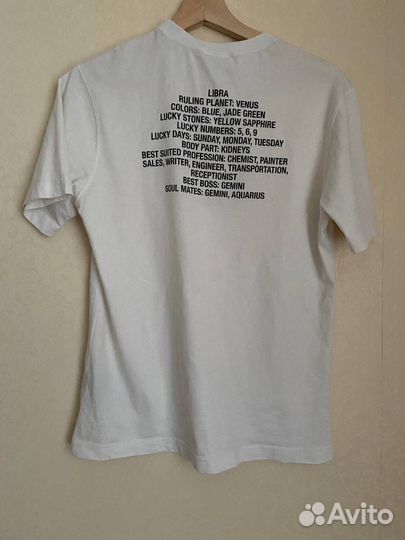 LIBRA
RULING PLANET: VENUS
COLORS: BLUE, JADE GREEN
LUCKY STONES: YELLOW SAPPHIRE
LUCKY NUMBERS: 5, 6, 9
LUCKY DAYS: SUNDAY, MONDAY, TUESDAY
BODY PART: KIDNEYS
BEST SUITED PROFESSION: CHEMIST, PAINTER
SALES, WRITER, ENGINEER, TRANSPORTATION,
RECEPTIONIST
BEST BOSS: GEMINI
SOUL MATES: GEMINI, AQUARIUS
Avito